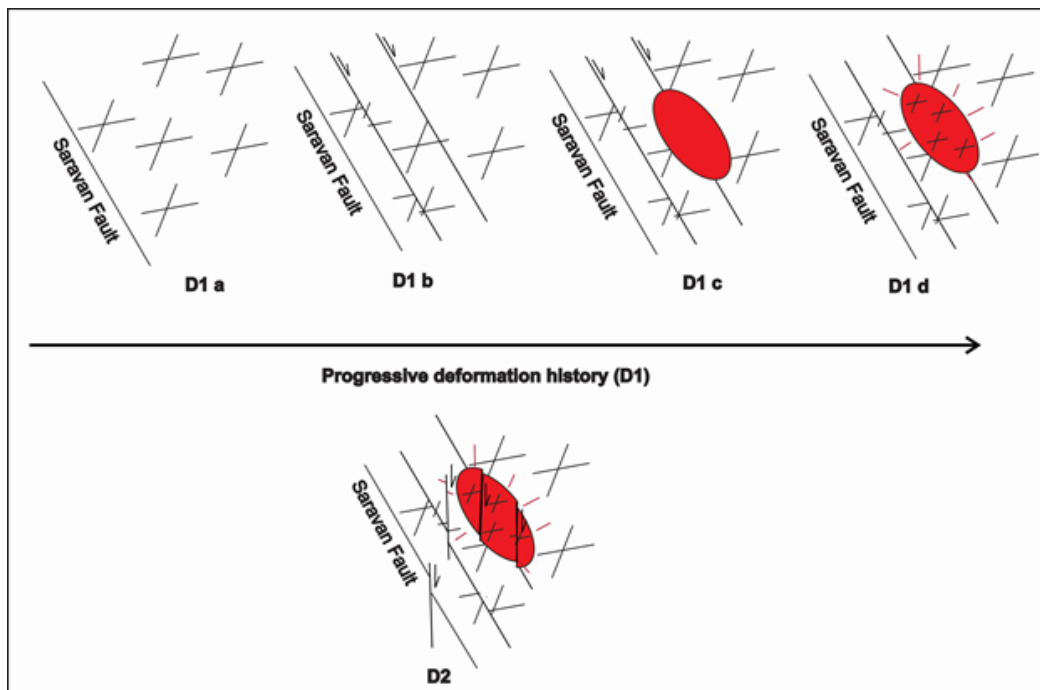 Saravan Fault
Saravan Fault
Saravan Fault
Saravan Fault
D1 a
D1 b
D1 c
D1 d
Progressive deformation history (D1)
Saravan Fault
D2